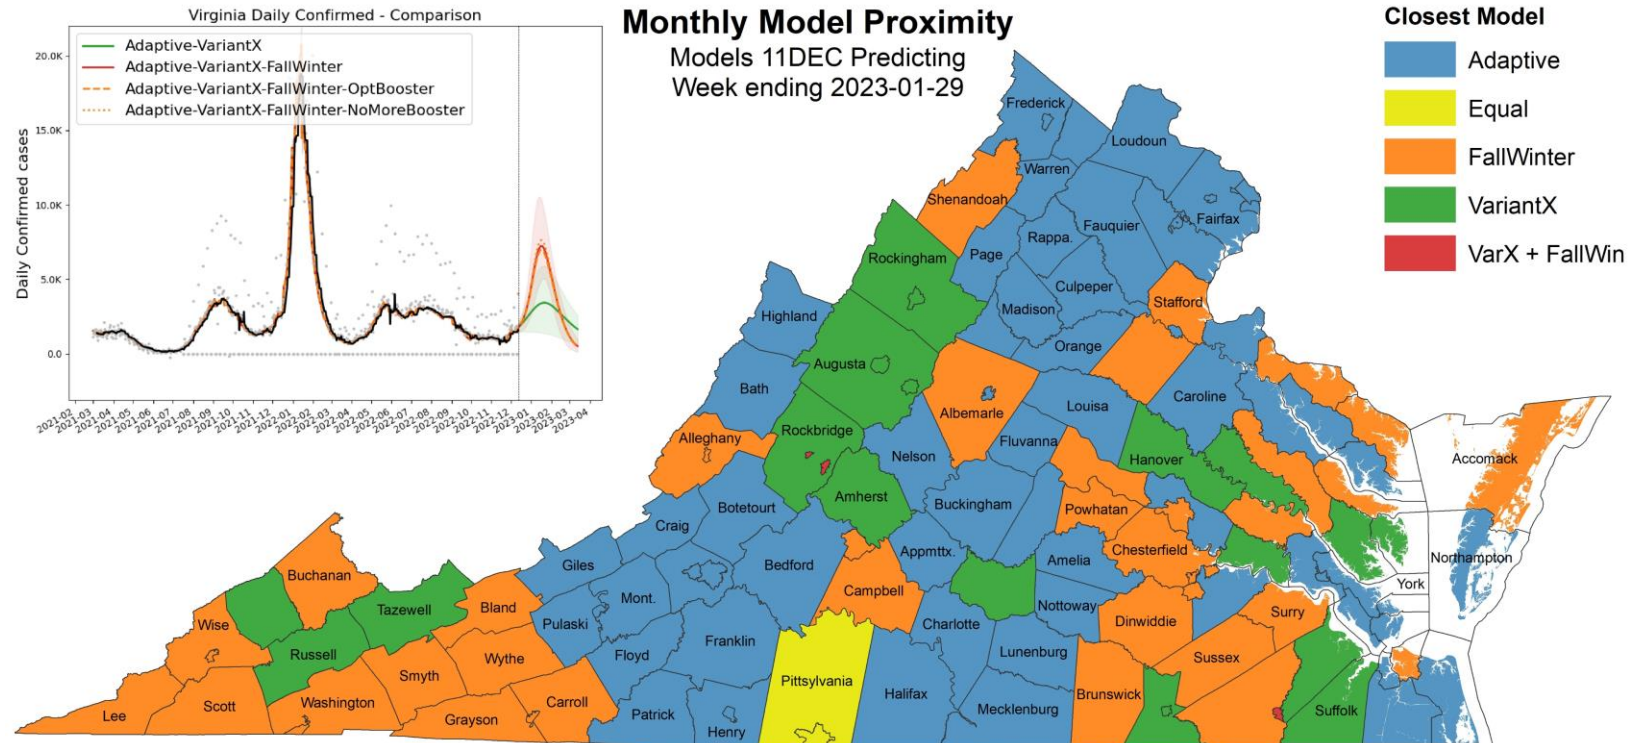 Virginia Daily Confirmed - Comparison
20.0K
15.0K
10.0K
5.0K
0.0
Daily Confirmed cases
Adaptive-VariantX
Adaptive-VariantX-FallWinter
Adaptive-VariantX-FallWinter-OptBooster
Adaptive-VariantX-FallWinter-NoMoreBooster
2021-02
2021-03
2021-04
2021-05
2021-06
2021-07
2021-08
2021-09
2021-10
2021-11
2021-12
2022-01
2022-02
2022-03
2022-04
2022-05
2022-06
2022-07
2022-08
2022-09
2022-10
2022-11
2022-12
2023-01
2023-02
2023-03
2023-04
Monthly Model Proximity
Models 11DEC Predicting
Week ending 2023-01-29
Closest Model
Adaptive
Equal
FallWinter
VariantX
VarX + FallWin
Frederick
Loudoun
Warren
Shenandoah
Fairfax
Fauquier
Rappa.
Page
Rockingham
Culpeper
Stafford
Madison
Highland
Orange
Augusta
Bath
Caroline
Louisa
Albemarle
Rockbridge
Alleghany
Fluvanna
Nelson
Hanover
Accomack
Amherst
Buckingham
Botetourt
Powhatan
Craig
Appmttx.
Chesterfield
Amelia
Northampton
Giles
Bedford
Buchanan
York
Campbell
Mont.
Bland
Nottoway
Tazewell
Surry
Dinwiddie
Wise
Pulaski
Charlotte
Franklin
Lunenburg
Russell
Floyd
Wythe
Sussex
Smyth
Pittsylvania
Halifax
Brunswick
Washington
Carroll
Scott
Mecklenburg
Suffolk
Patrick
Lee
Grayson
Henry